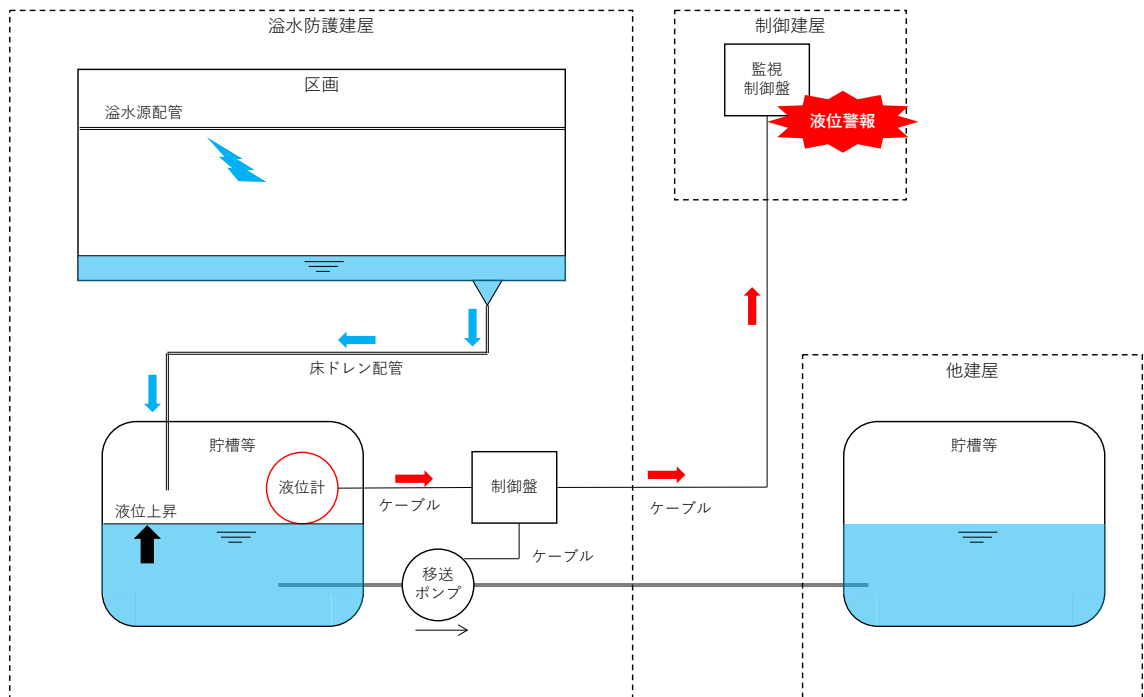 溢水防護建屋
区画
溢水源配管
床ドレン配管
貯槽等
液位計
液位上昇
ケーブル
制御盤
ケーブル
移送
ポンプ
ケーブル
制御建屋
監視
制御盤
液位警報
他建屋
貯槽等